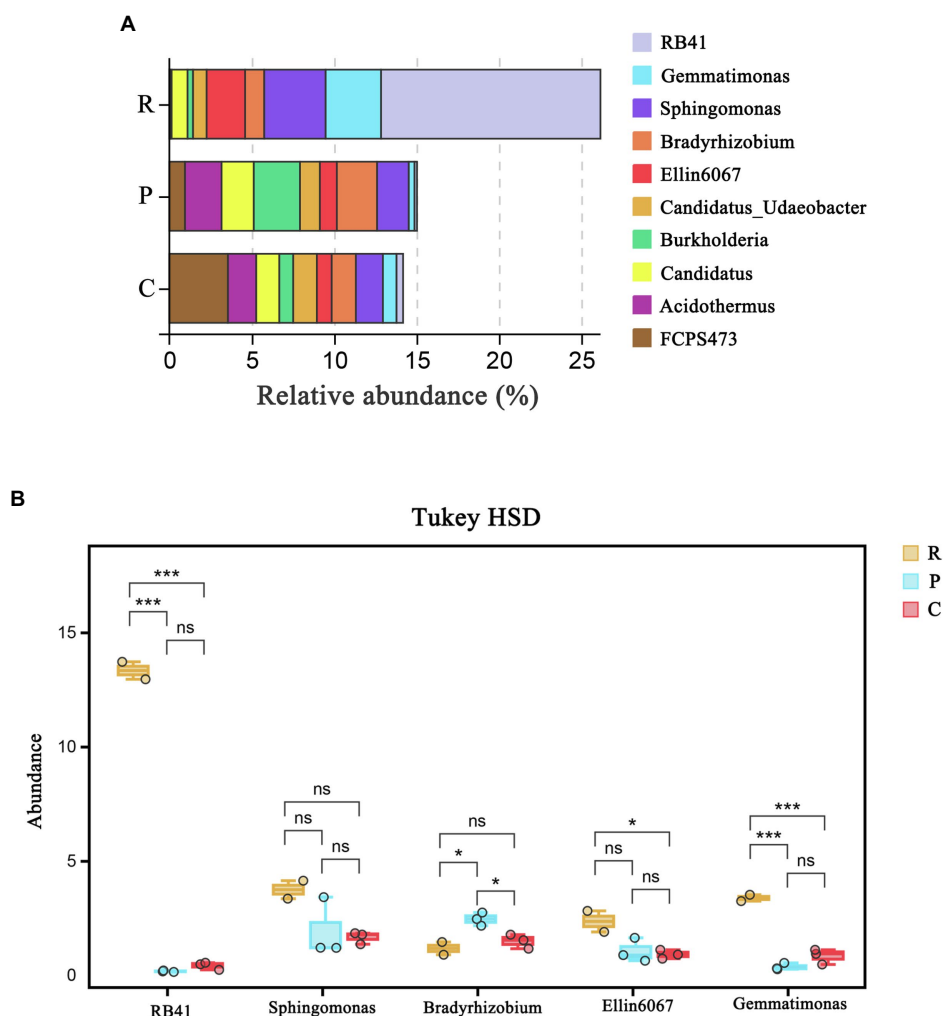 A
R
P
C
0 5 10 15 20 25
Relative abundance (%)
RB41
Gemmatimonas
Sphingomonas
Bradyrhizobium
Ellin6067
Candidatus_Udaeobacter
Burkholderia
Candidatus
Acidothermus
FCPS473
B
Tukey HSD
Abundance
15
10
5
0
***
***
ns
ns
ns
ns
ns
*
*
*
ns
ns
***
***
ns
RB41 Sphingomonas Bradyrhizobium Ellin6067 Gemmatimonas
R
P
C